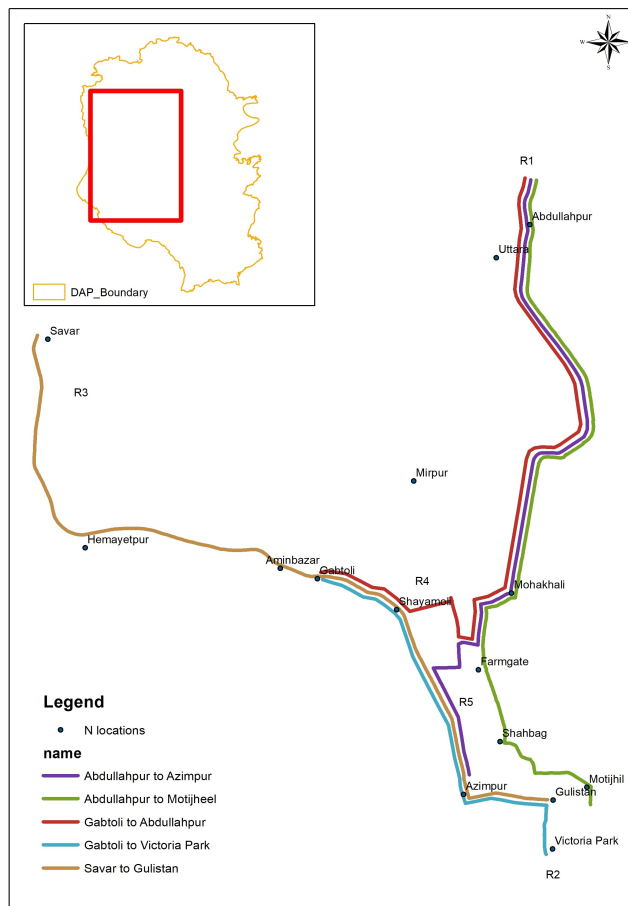 N
W
E
S
DAP_Boundary
R1
Abdullahpur
Uttara
Savar
R3
Mirpur
Hemayetpur
Aminbazar
Gabtoli
R4
Shayamoli
Mohakhali
Farmgate
R5
Shahbag
Motijhil
Azimpur
Gulistan
Victoria Park
R2
Legend
N locations
name
Abdullahpur to Azimpur
Abdullahpur to Motijheel
Gabtoli to Abdullahpur
Gabtoli to Victoria Park
Savar to Gulistan